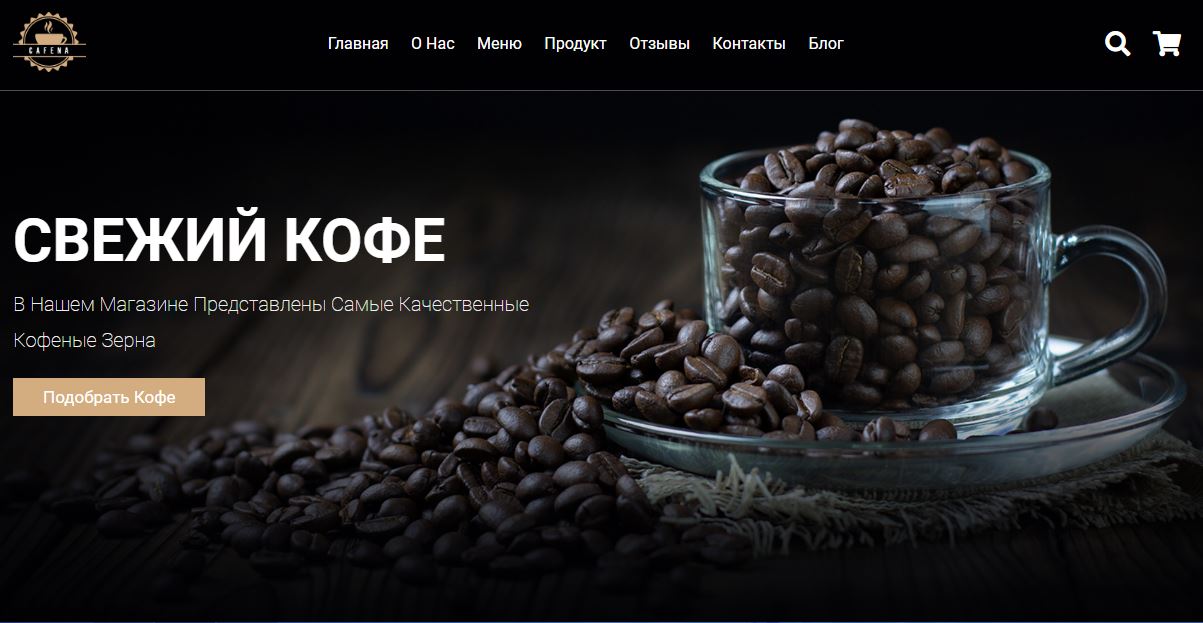 CAFENA
Главная О Нас Меню Продукт Отзывы Контакты Блог
СВЕЖИЙ КОФЕ
В Нашем Магазине Представлены Самые Качественные
Кофеные Зерна
Подобрать Кофе